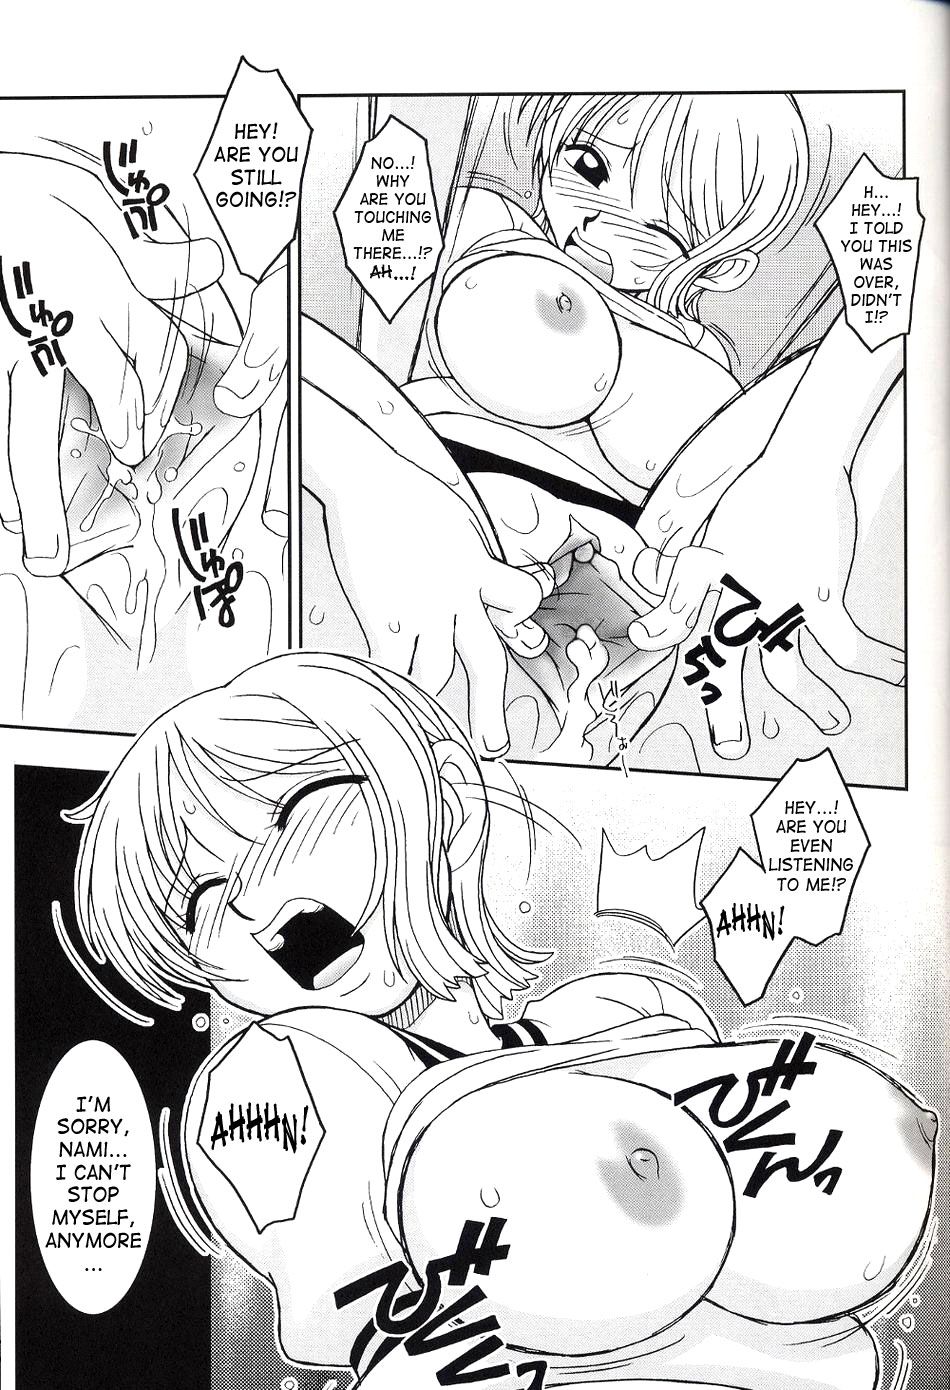 H...
HEY...!
I TOLD
YOU THIS
WAS
OVER,
DIDN'T
I!?
NO...!
WHY
ARE YOU
TOUCHING
ME
THERE...!?
AH...!
HEY!
ARE YOU
STILL
GOING!?
HEY...!
ARE YOU
EVEN
LISTENING
TO ME!?
AHHN!
AHHHN!
I'M
SORRY,
NAMI...
I CAN'T
STOP
MYSELF,
ANYMORE
...